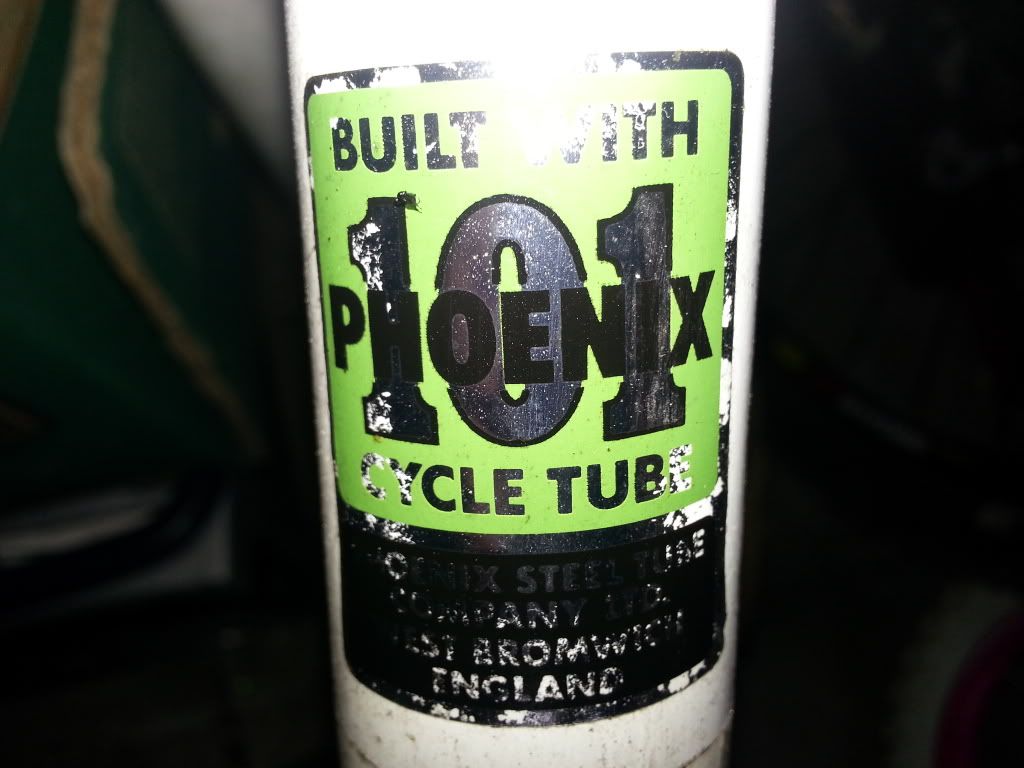 BUILT WITH
101
PHOENIX
CYCLE TUBE
PHOENIX STEEL TUBE
COMPANY LTD.
WEST BROMWICH
ENGLAND